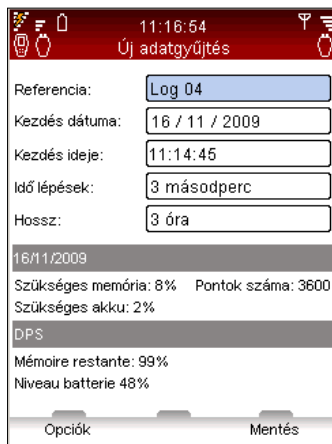 11:16:54
Új adatgyűjtés
Referencia: Log 04
Kezdés dátuma: 16 / 11 / 2009
Kezdés ideje: 11:14:45
Idő lépések: 3 másodperc
Hossz: 3 óra
16/11/2009
Szükséges memória: 8% Pontok száma: 3600
Szükséges akku: 2%
DPS
Mémoire restante: 99%
Niveau batterie 48%
Opciók Mentés